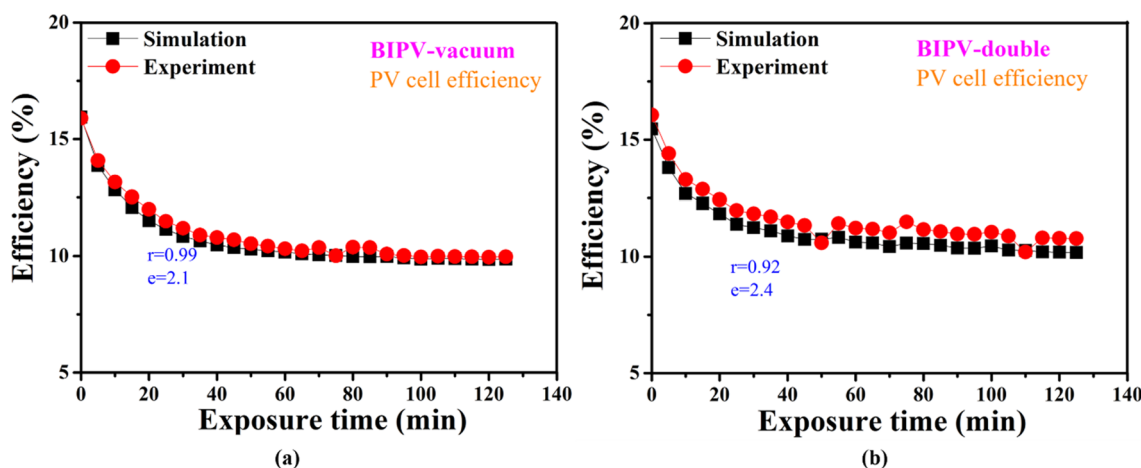 20
15
10
5
Efficiency (%)
Simulation
Experiment
BIPV-vacuum
PV cell efficiency
r=0.99
e=2.1
0 20 40 60 80 100 120 140
Exposure time (min)
(a)
20
15
10
5
Efficiency (%)
Simulation
Experiment
BIPV-double
PV cell efficiency
r=0.92
e=2.4
0 20 40 60 80 100 120 140
Exposure time (min)
(b)